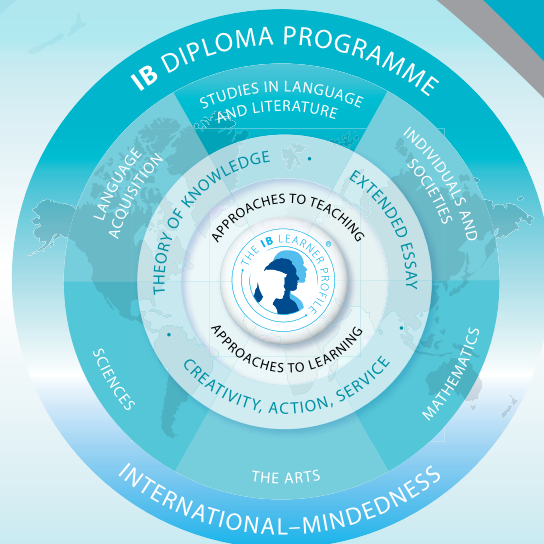 IB DIPLOMA PROGRAMME
STUDIES IN LANGUAGE
AND LITERATURE
LANGUAGE
ACQUISITION
INDIVIDUALS AND
SOCIETIES
THEORY OF KNOWLEDGE
EXTENDED ESSAY
APPROACHES TO TEACHING
THE IB LEARNER PROFILE
®
APPROACHES TO LEARNING
CREATIVITY, ACTION, SERVICE
SCIENCES
MATHEMATICS
THE ARTS
INTERNATIONAL–MINDEDNESS